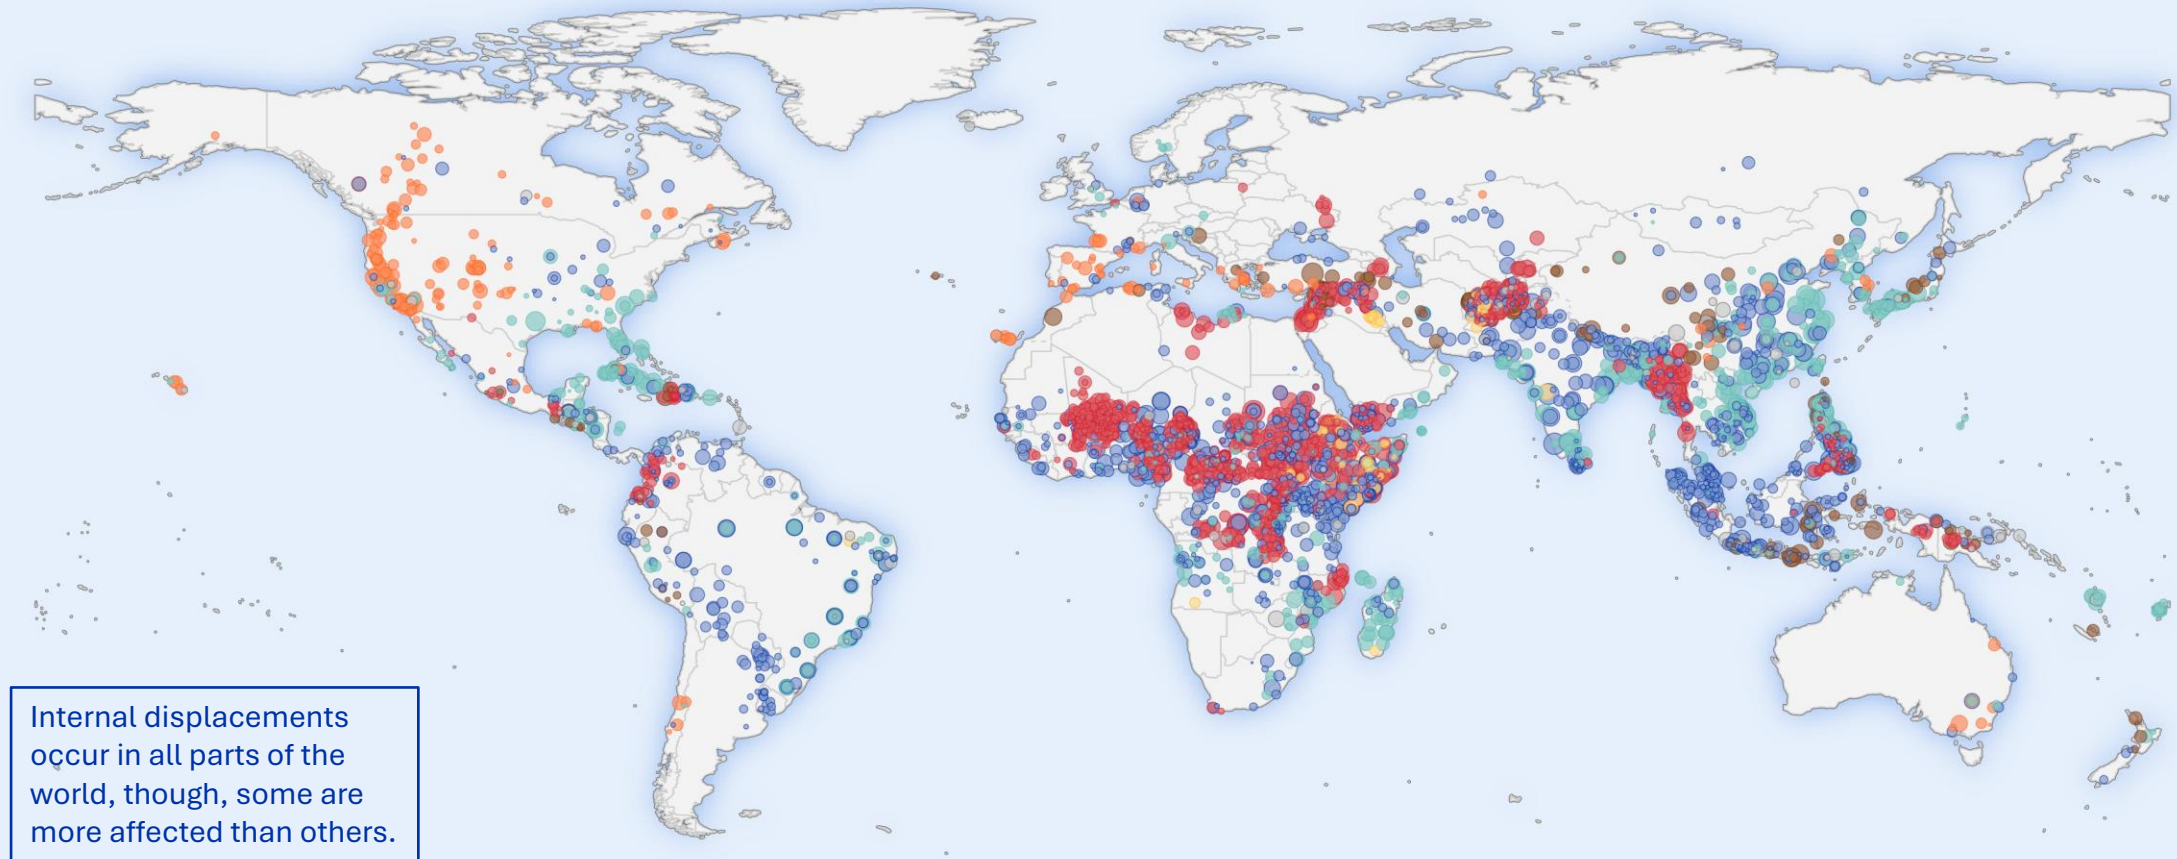 Internal displacements
occur in all parts of the
world, though, some are
more affected than others.